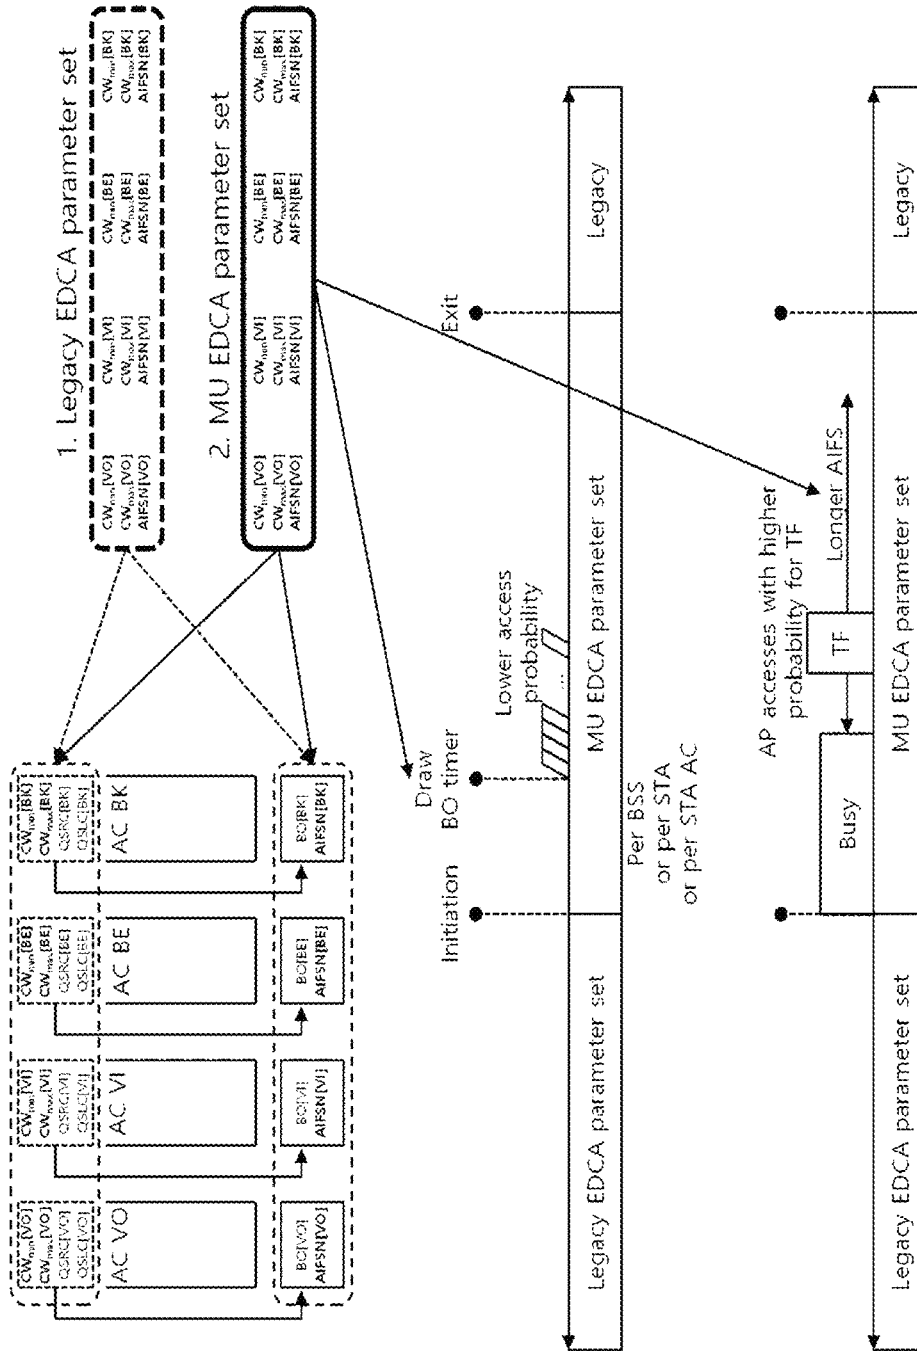 CWmin[VO]
CWmax[VO]
QSRC[VO]
QSLC[VO]
AC VO
BO[VO]
AIFSN[VO]
CWmin[VI]
CWmax[VI]
QSRC[VI]
QSLC[VI]
AC VI
BO[VI]
AIFSN[VI]
CWmin[BE]
CWmax[BE]
QSRC[BE]
QSLC[BE]
AC BE
BO[BE]
AIFSN[BE]
CWmin[BK]
CWmax[BK]
QSRC[BK]
QSLC[BK]
AC BK
BO[BK]
AIFSN[BK]
1. Legacy EDCA parameter set
CWmin[VO]
CWmax[VO]
AIFSN[VO]
CWmin[VI]
CWmax[VI]
AIFSN[VI]
CWmin[BE]
CWmax[BE]
AIFSN[BE]
CWmin[BK]
CWmax[BK]
AIFSN[BK]
2. MU EDCA parameter set
CWmin[VO]
CWmax[VO]
AIFSN[VO]
CWmin[VI]
CWmax[VI]
AIFSN[VI]
CWmin[BE]
CWmax[BE]
AIFSN[BE]
CWmin[BK]
CWmax[BK]
AIFSN[BK]
Initiation
Draw
BO timer
Lower access
probability
...
Exit
Legacy EDCA parameter set
MU EDCA parameter set
Legacy
Per BSS
or per STA
or per STA AC
AP accesses with higher
probability for TF
Busy
TF
Longer AIFS
Legacy EDCA parameter set
MU EDCA parameter set
Legacy